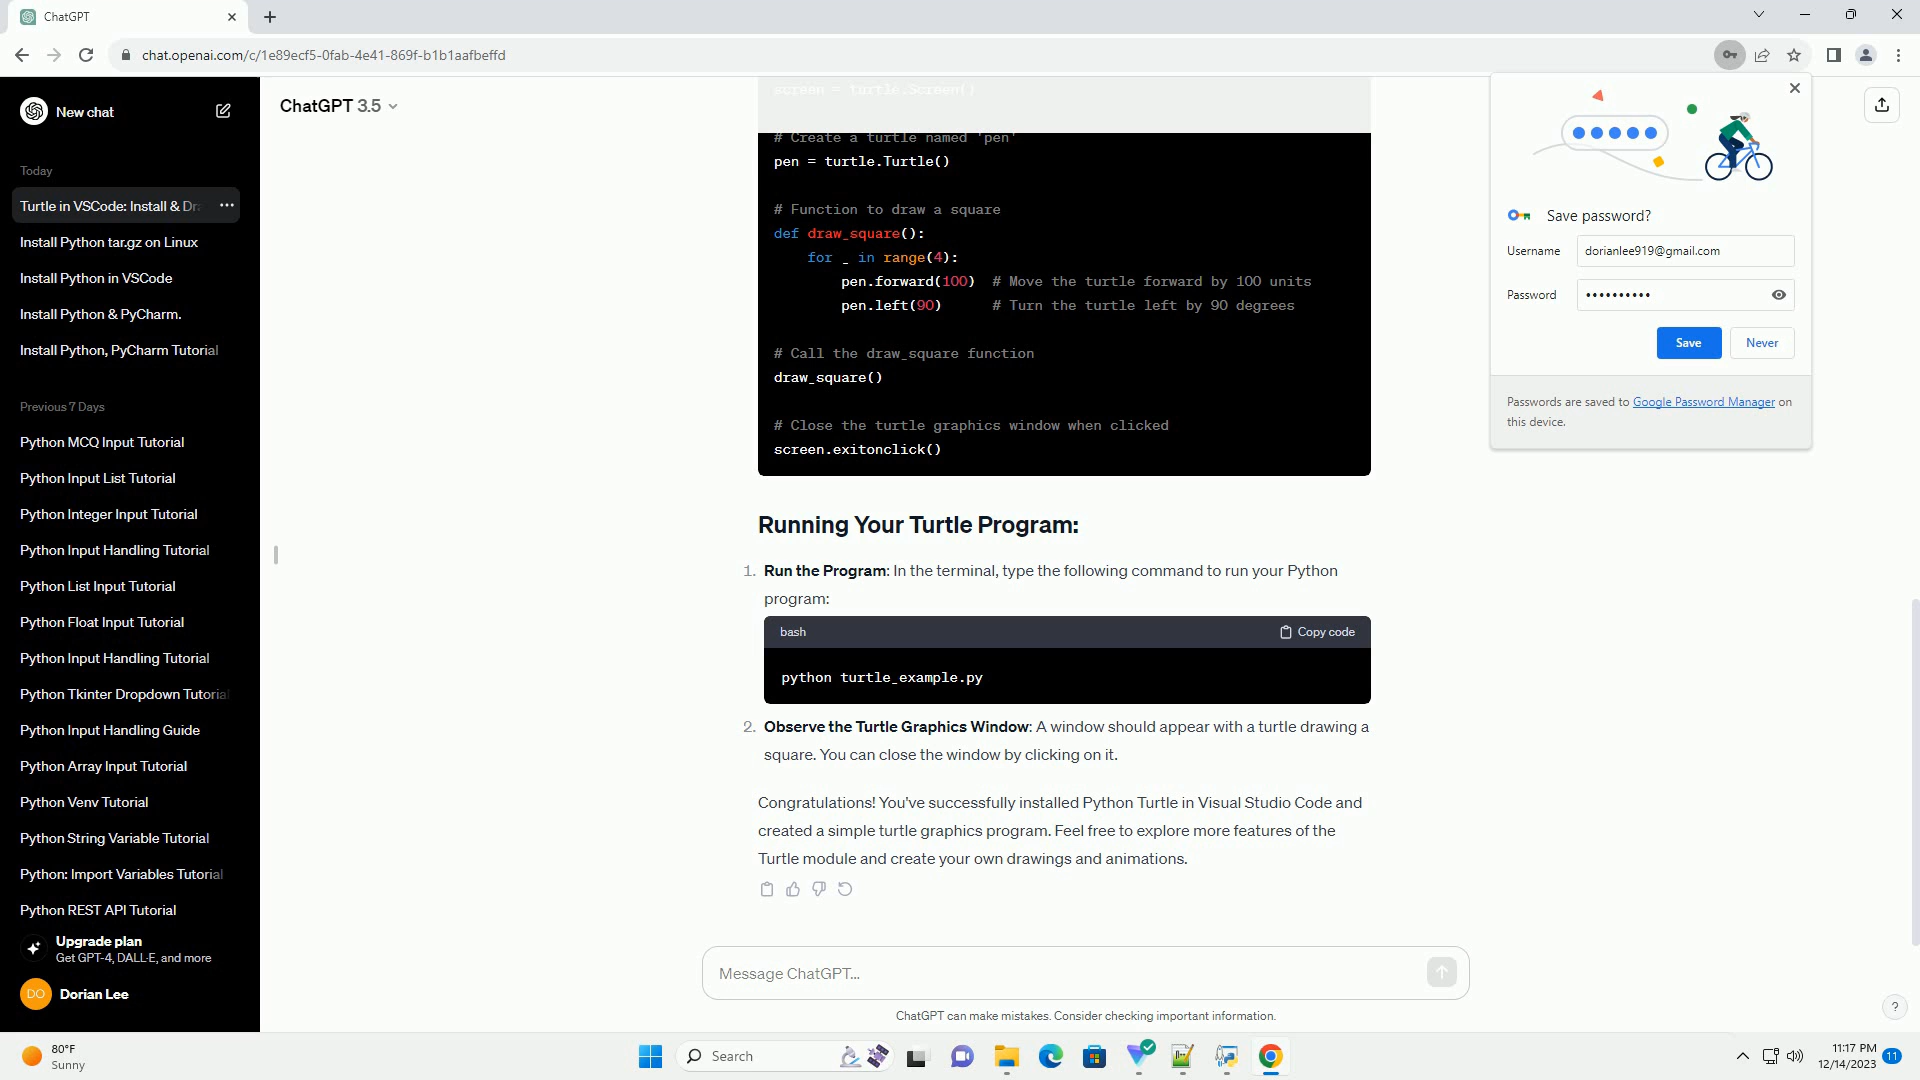 ChatGPT
chat.openai.com/c/1e89ecf5-0fab-4e41-869f-b1b1aafbeffd
New chat
Today
Turtle in VSCode: Install & Dr
Install Python tar.gz on Linux
Install Python in VSCode
Install Python & PyCharm.
Install Python, PyCharm Tutorial
Previous 7 Days
Python MCQ Input Tutorial
Python Input List Tutorial
Python Integer Input Tutorial
Python Input Handling Tutorial
Python List Input Tutorial
Python Float Input Tutorial
Python Input Handling Tutorial
Python Tkinter Dropdown Tutorial
Python Input Handling Guide
Python Array Input Tutorial
Python Venv Tutorial
Python String Variable Tutorial
Python: Import Variables Tutorial
Python REST API Tutorial
Upgrade plan
Get GPT-4, DALL·E, and more
DO Dorian Lee
ChatGPT 3.5
screen = turtle.Screen()
# Create a turtle named 'pen'
pen = turtle.Turtle()
# Function to draw a square
def draw_square():
for _ in range(4):
pen.forward(100)  # Move the turtle forward by 100 units
pen.left(90)      # Turn the turtle left by 90 degrees
# Call the draw_square function
draw_square()
# Close the turtle graphics window when clicked
screen.exitonclick()
Running Your Turtle Program:
1. Run the Program: In the terminal, type the following command to run your Python
program:
bash Copy code
python turtle_example.py
2. Observe the Turtle Graphics Window: A window should appear with a turtle drawing a
square. You can close the window by clicking on it.
Congratulations! You've successfully installed Python Turtle in Visual Studio Code and
created a simple turtle graphics program. Feel free to explore more features of the
Turtle module and create your own drawings and animations.
Message ChatGPT...
ChatGPT can make mistakes. Consider checking important information.
?
Save password?
Username dorianlee919@gmail.com
Password ••••••••••
Save Never
Passwords are saved to Google Password Manager on
this device.
80°F
Sunny
Search
11:17 PM
12/14/2023
11